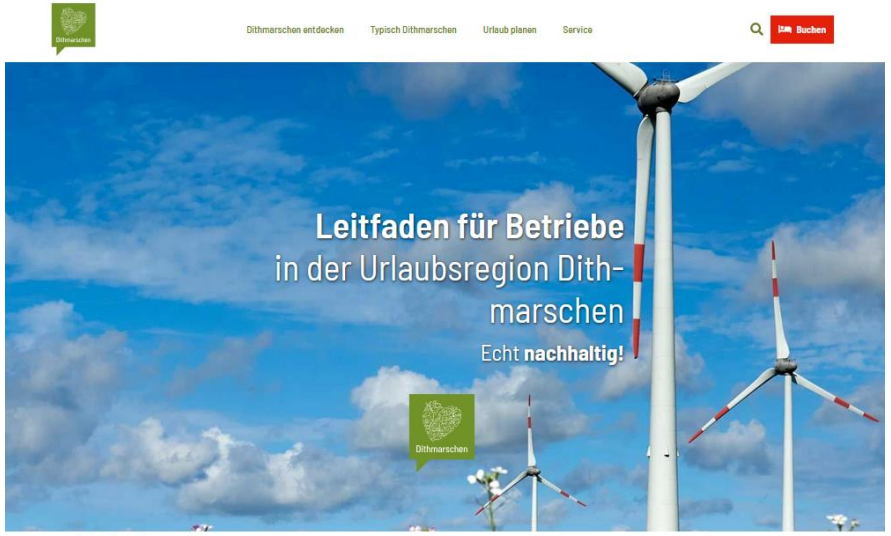 Dithmarschen
Dithmarschen entdecken
Typisch Dithmarschen
Urlaub planen
Service
Buchen
Leitfaden für Betriebe
in der Urlaubsregion Dith-
marschen
Echt nachhaltig!
Dithmarschen